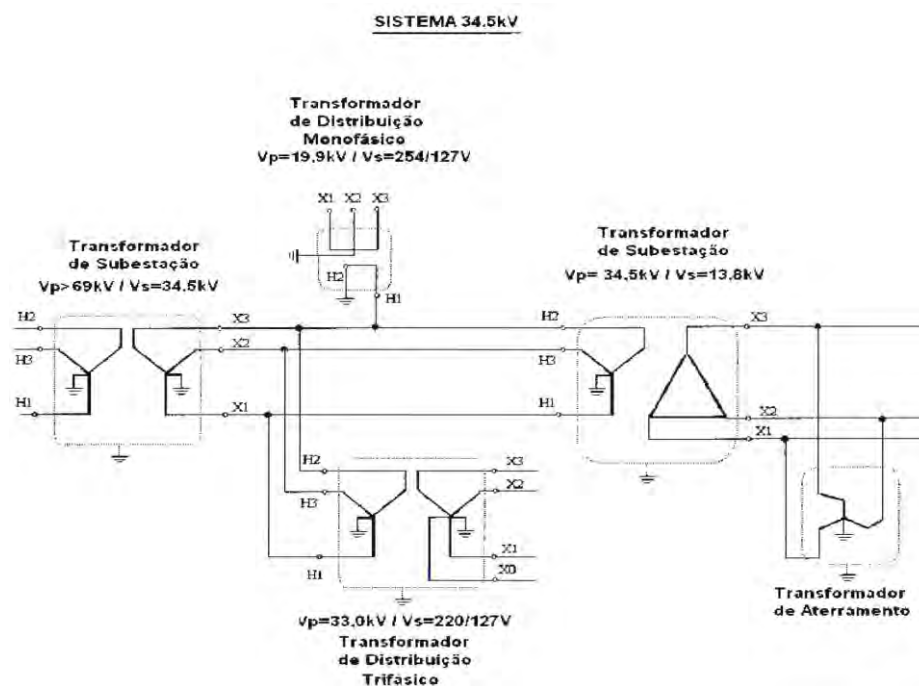 SISTEMA 34.5kV
Transformador
de Distribuição
Monofásico
Vp=19,9kV / Vs=254/127V
X1 X2 X3
H2
H1
Transformador
de Subestação
Vp>69kV / Vs=34,5kV
H2
H3
H1
X3
X2
X1
Transformador
de Subestação
Vp= 34,5kV / Vs=13,8kV
H2
H3
H1
X3
X2
X1
H2
H3
H1
X3
X2
X1
X0
Vp=33,0kV / Vs=220/127V
Transformador
de Distribuição
Trifásico
Transformador
de Aterramento